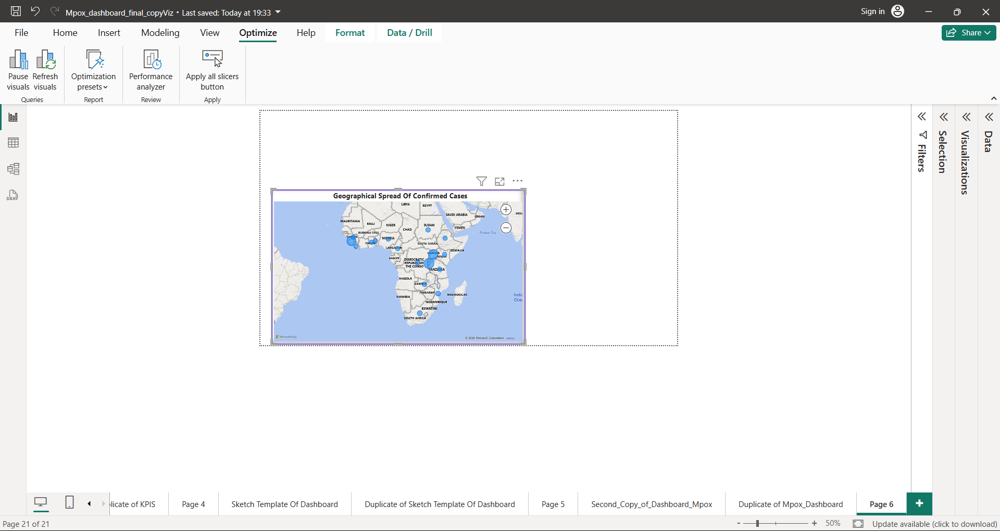 Mpox_dashboard_final_copyViz • Last saved: Today at 19:33
Sign in
File Home Insert Modeling View Optimize Help Format Data / Drill
Share
Pause visuals
Refresh visuals
Optimization presets
Performance analyzer
Apply all slicers button
Queries Report Review Apply
Filters
Selection
Visualizations
Data
DAX
Geographical Spread Of Confirmed Cases
LIBYA
EGYPT
SAUDI ARABIA
OMAN
MAURITANIA
MALI
NIGER
CHAD
SUDAN
YEMEN
Arabian Sea
BURKINA FASO
GHANA
SOUTH SUDAN
SOMALIA
GABON
KENYA
DEMOCRATIC
REPUBLIC OF
THE CONGO
TANZANIA
ANGOLA
ZAMBIA
ZIMBABWE
MADAGASCAR
NAMIBIA
MOZAMBIQUE
ESWATINI
SOUTH AFRICA
Microsoft Bing
© 2025 Microsoft Corporation Terms
licate of KPIS
Page 4
Sketch Template Of Dashboard
Duplicate of Sketch Template Of Dashboard
Page 5
Second_Copy_of_Dashboard_Mpox
Duplicate of Mpox_Dashboard
Page 6
Page 21 of 21
50%
Update available (click to download)